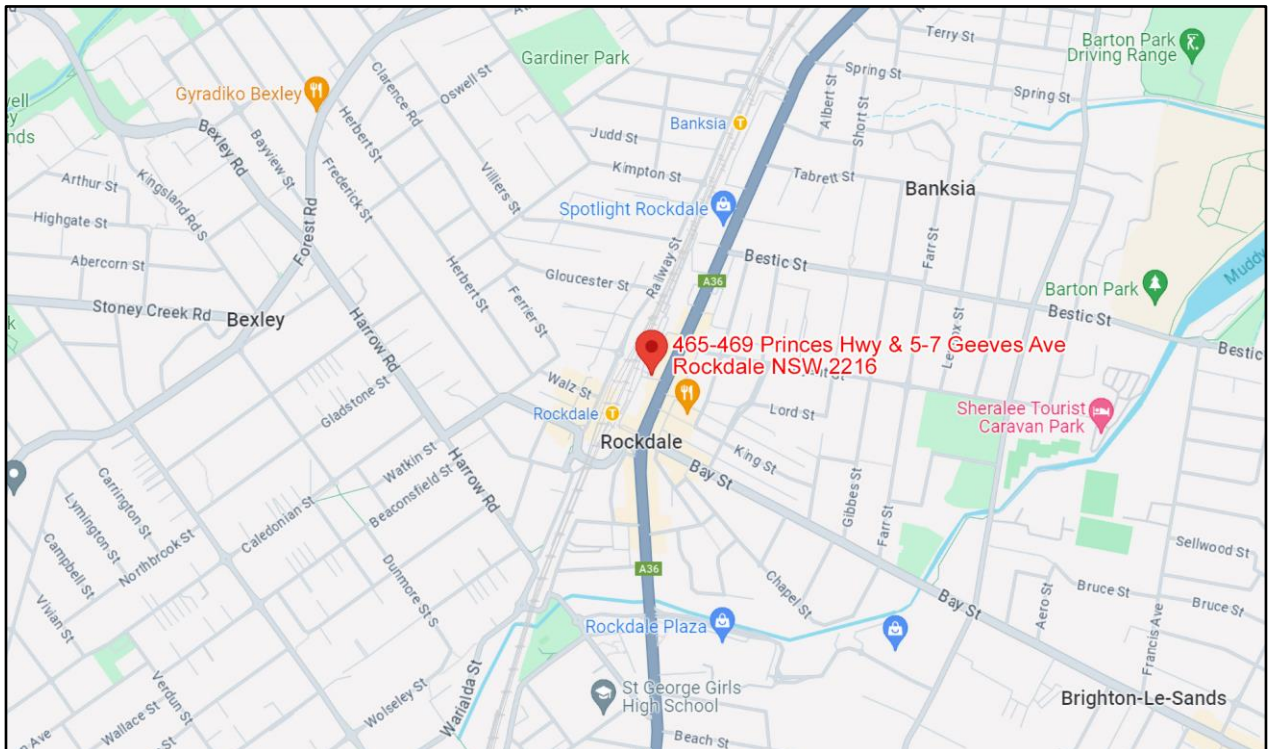 Terry St
Barton Park
Driving Range
Gardiner Park
Clarence Rd
Oswell St
Spring St
Spring St
Gyradiko Bexley
Albert St
Short St
Banksia
Herbert St
Judd St
Bexley Rd
Bayview St
Kimpton St
Tabrett St
Banksia
Arthur St
Kingsland Rd S
Frederick St
Villiers St
Spotlight Rockdale
Highgate St
Forest Rd
Farr St
Railway St
Bestic St
Abercorn St
Herbert St
Gloucester St
A36
Barton Park
Stoney Creek Rd
Bexley
Harrow Rd
Ferrier St
Bestic St
Bestic
465-469 Princes Hwy & 5-7 Geeves Ave
Rockdale NSW 2216
Walz St
Gladstone St
Lord St
Sheralee Tourist
Caravan Park
Rockdale
Rockdale
Watkin St
King St
Bay St
Harrow Rd
Beaconsfield St
Carrington St
Gibbes St
Farr St
Lymington St
Caledonian St
Northbrook St
Campbell St
Sellwood St
A36
Chapel St
Dunmore St S
Bay St
Aero St
Bruce St
Bruce St
Vivian St
Rockdale Plaza
Francis Ave
Warialda St
St George Girls
High School
Verdun St
Wolseley St
Brighton-Le-Sands
Wallace St
Beach St